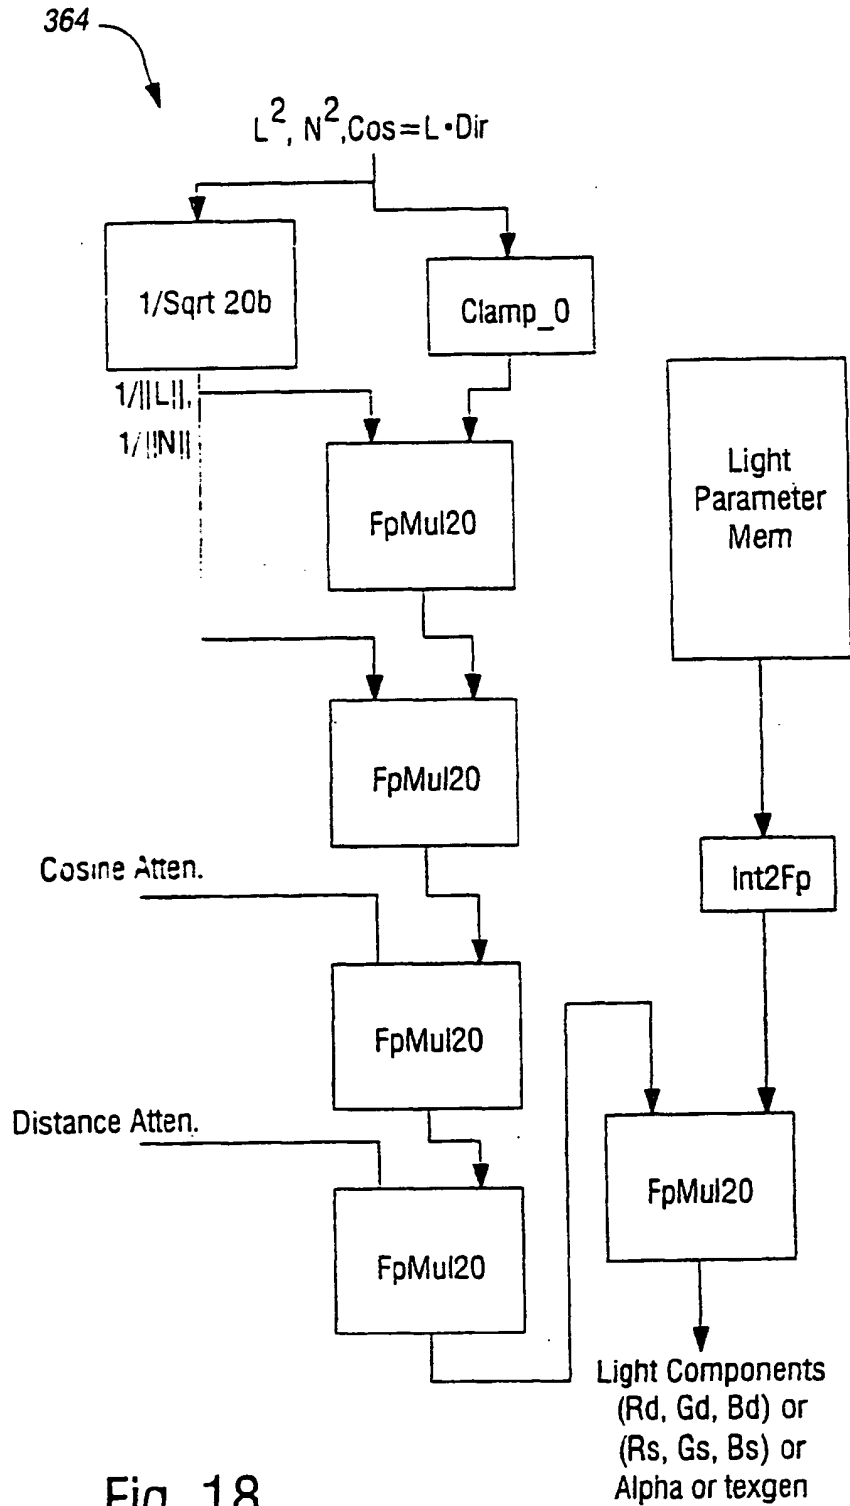 364
L², N², Cos=L•Dir
1/Sqrt 20b
Clamp_0
1/||L||,
1/||N||
FpMul20
Light
Parameter
Mem
FpMul20
Cosine Atten.
Int2Fp
FpMul20
Distance Atten.
FpMul20
FpMul20
Light Components
(Rd, Gd, Bd) or
(Rs, Gs, Bs) or
Alpha or texgen
Fig. 18